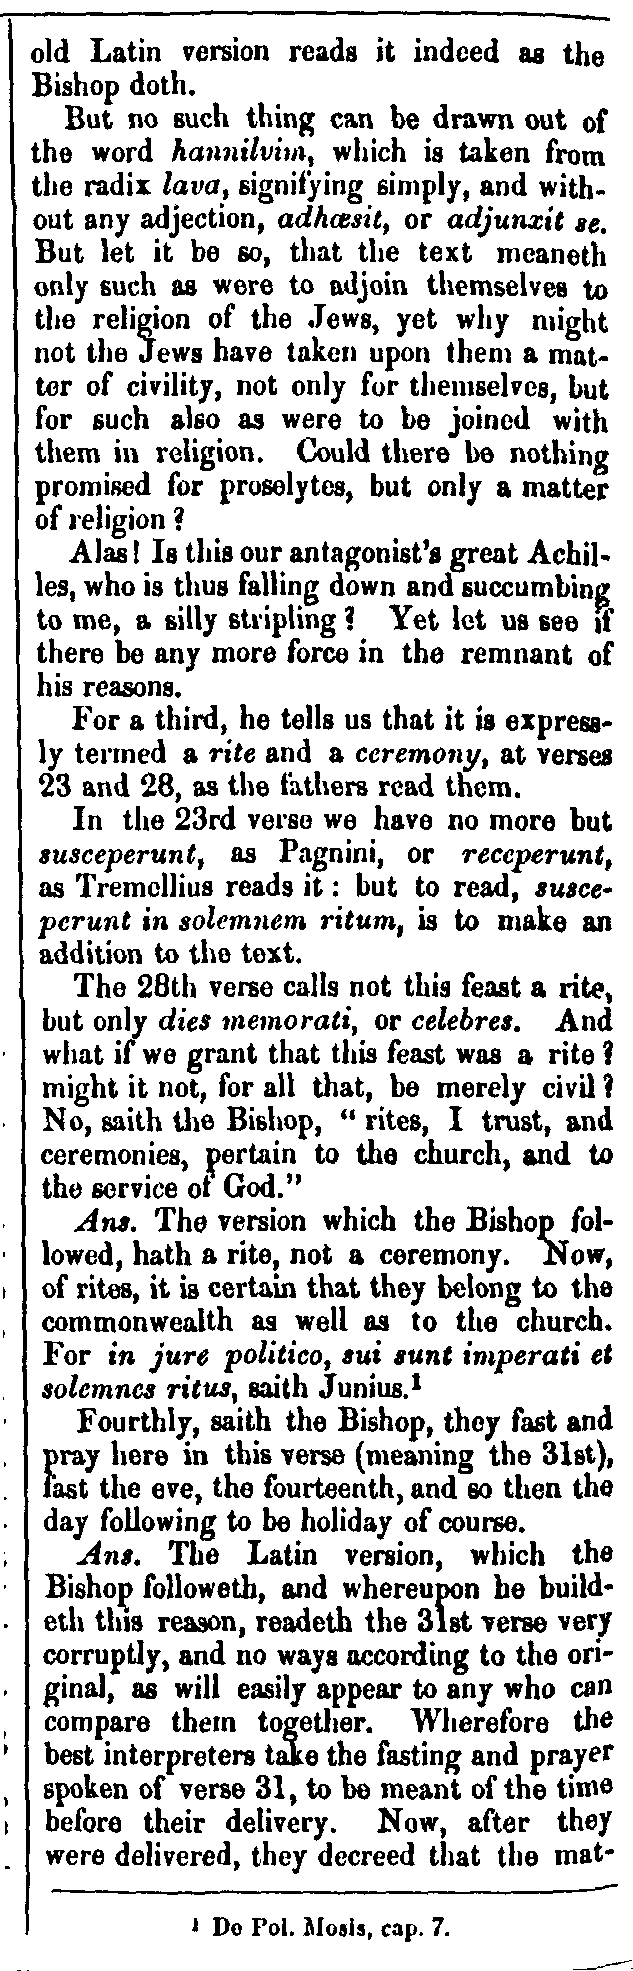 old Latin version reads it indeed as the
Bishop doth.
But no such thing can be drawn out of
the word hannilvim, which is taken from
the radix lava, signifying simply, and with-
out any adjection, adhœsit, or adjunxit se.
But let it be so, that the text meaneth
only such as were to adjoin themselves to
the religion of the Jews, yet why might
not the Jews have taken upon them a mat-
ter of civility, not only for themselves, but
for such also as were to be joined with
them in religion. Could there be nothing
promised for proselytes, but only a matter
of religion?
Alas! Is this our antagonist's great Achil-
les, who is thus falling down and succumbing
to me, a silly stripling? Yet let us see if
there be any more force in the remnant of
his reasons.
For a third, he tells us that it is express-
ly termed a rite and a ceremony, at verses
23 and 28, as the fathers read them.
In the 23rd verse we have no more but
susceperunt, as Pagnini, or receperunt,
as Tremellius reads it: but to read, susce-
perunt in solemnem ritum, is to make an
addition to the text.
The 28th verse calls not this feast a rite,
but only dies memorati, or celebres. And
what if we grant that this feast was a rite?
might it not, for all that, be merely civil?
No, saith the Bishop, "rites, I trust, and
ceremonies, pertain to the church, and to
the service of God."
Ans. The version which the Bishop fol-
lowed, hath a rite, not a ceremony. Now,
of rites, it is certain that they belong to the
commonwealth as well as to the church.
For in jure politico, sui sunt imperati et
solemnes ritus, saith Junius.¹
Fourthly, saith the Bishop, they fast and
pray here in this verse (meaning the 31st),
fast the eve, the fourteenth, and so then the
day following to be holiday of course.
Ans. The Latin version, which the
Bishop followeth, and whereupon he build-
eth this reason, readeth the 31st verse very
corruptly, and no ways according to the ori-
ginal, as will easily appear to any who can
compare them together. Wherefore the
best interpreters take the fasting and prayer
spoken of verse 31, to be meant of the time
before their delivery. Now, after they
were delivered, they decreed that the mat-
¹ De Pol. Mosis, cap. 7.